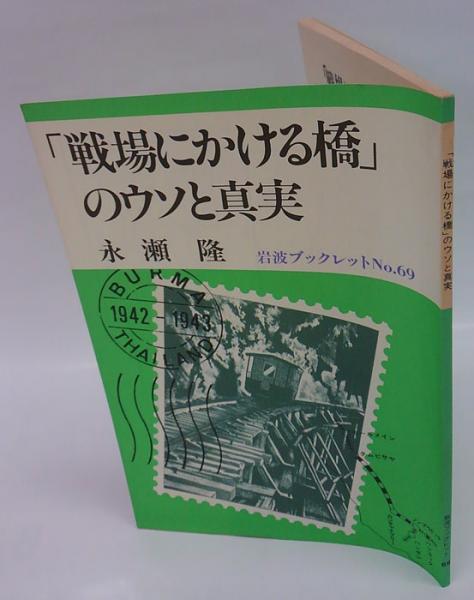 「戦場にかける橋」
のウソと真実
永瀬 隆
岩波ブックレットNo.69
BURMA
1942-1943
THAILAND
「戦場にかける橋」のウソと真実